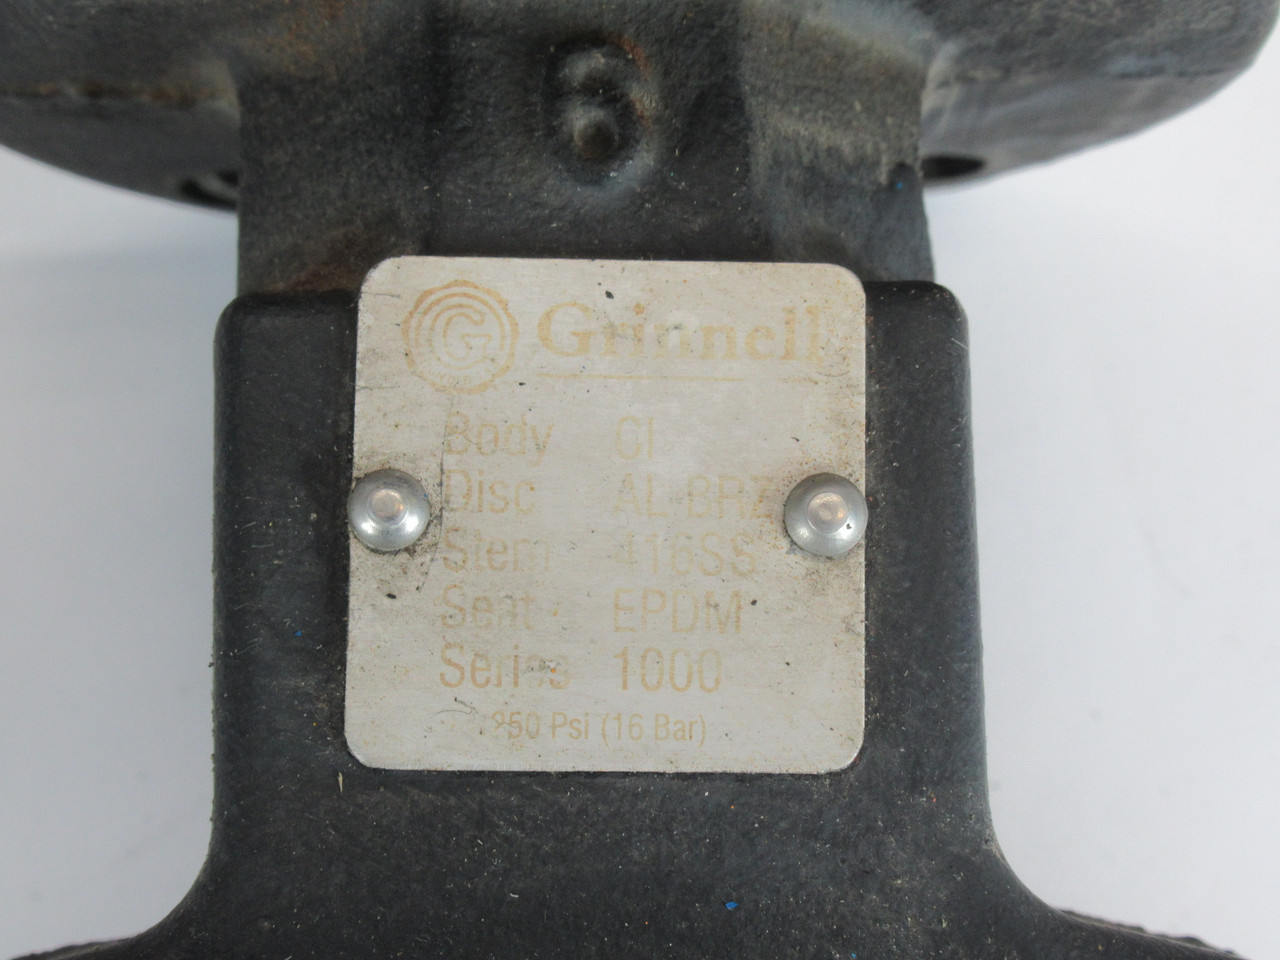 6
G Grinnell
Body CI
Disc AL-BRZ
Stem 416SS
Seat EPDM
Series 1000
250 Psi (16 Bar)